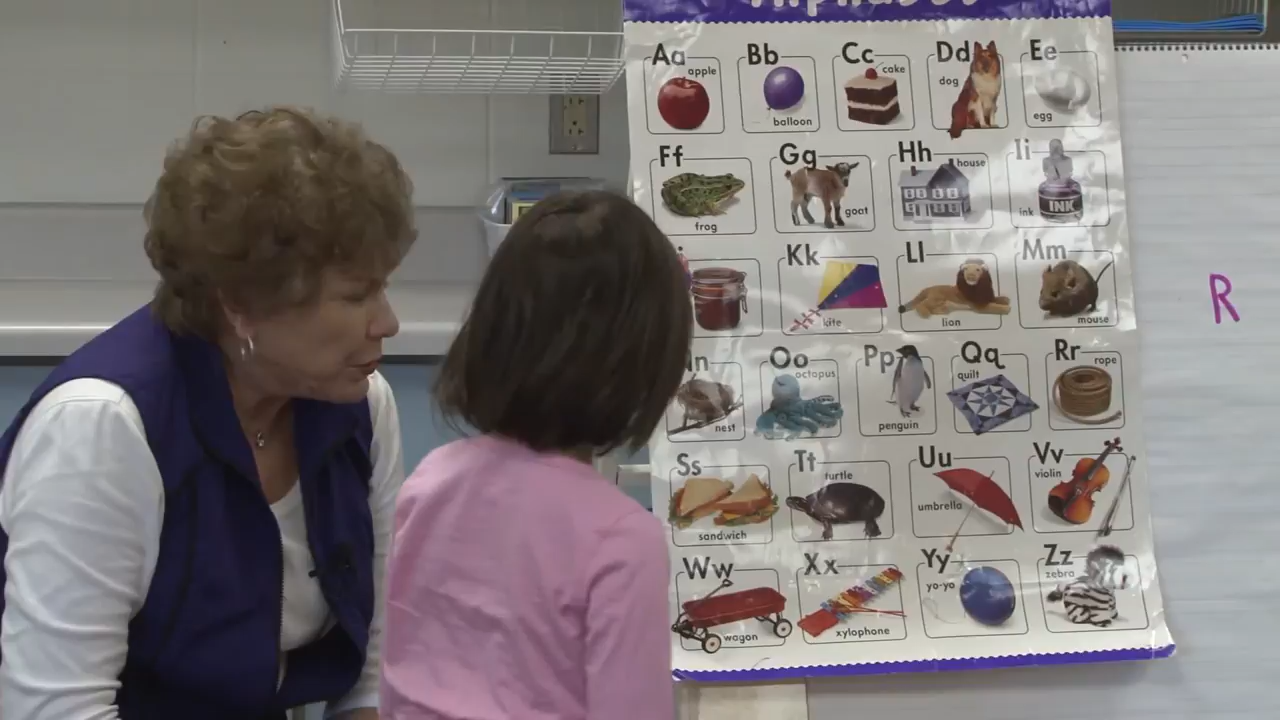 Alphabet
Aa apple Bb balloon Cc cake Dd dog Ee egg
Ff frog Gg goat Hh house Ii ink INK
Kk kite Ll lion Mm mouse
n nest Oo octopus Pp penguin Qq quilt Rr rope
R
Ss sandwich Tt turtle Uu umbrella Vv violin
Ww wagon Xx xylophone Yy yo-yo Zz zebra